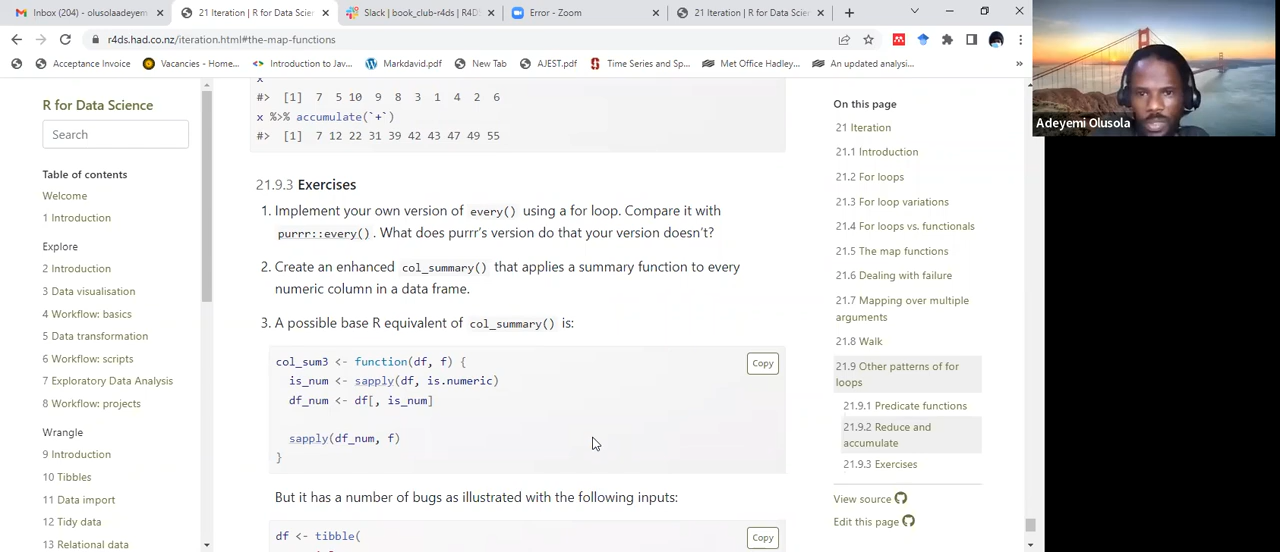 Inbox (204) - olusolaadeyem
21 Iteration | R for Data Science
Slack | book_club-r4ds | R4DS
Error - Zoom
21 Iteration | R for Data Science
r4ds.had.co.nz/iteration.html#the-map-functions
Acceptance Invoice
Vacancies - Home...
Introduction to Jav...
Markdavid.pdf
New Tab
AJEST.pdf
Time Series and Sp...
Met Office Hadley...
An updated analysi...
»
R for Data Science
Search
Table of contents
Welcome
1 Introduction
Explore
2 Introduction
3 Data visualisation
4 Workflow: basics
5 Data transformation
6 Workflow: scripts
7 Exploratory Data Analysis
8 Workflow: projects
Wrangle
9 Introduction
10 Tibbles
11 Data import
12 Tidy data
13 Relational data
x
#> [1] 7 5 10 9 8 3 1 4 2 6
x %>% accumulate(`+`)
#> [1] 7 12 22 31 39 42 43 47 49 55
21.9.3 Exercises
1. Implement your own version of every() using a for loop. Compare it with
purrr::every(). What does purrr's version do that your version doesn't?
2. Create an enhanced col_summary() that applies a summary function to every
numeric column in a data frame.
3. A possible base R equivalent of col_summary() is:
Copy
col_sum3 <- function(df, f) {
is_num <- sapply(df, is.numeric)
df_num <- df[, is_num]
sapply(df_num, f)
}
But it has a number of bugs as illustrated with the following inputs:
Copy
df <- tibble(
On this page
21 Iteration
21.1 Introduction
21.2 For loops
21.3 For loop variations
21.4 For loops vs. functionals
21.5 The map functions
21.6 Dealing with failure
21.7 Mapping over multiple
arguments
21.8 Walk
21.9 Other patterns of for
loops
21.9.1 Predicate functions
21.9.2 Reduce and
accumulate
21.9.3 Exercises
View source
Edit this page
Adeyemi Olusola